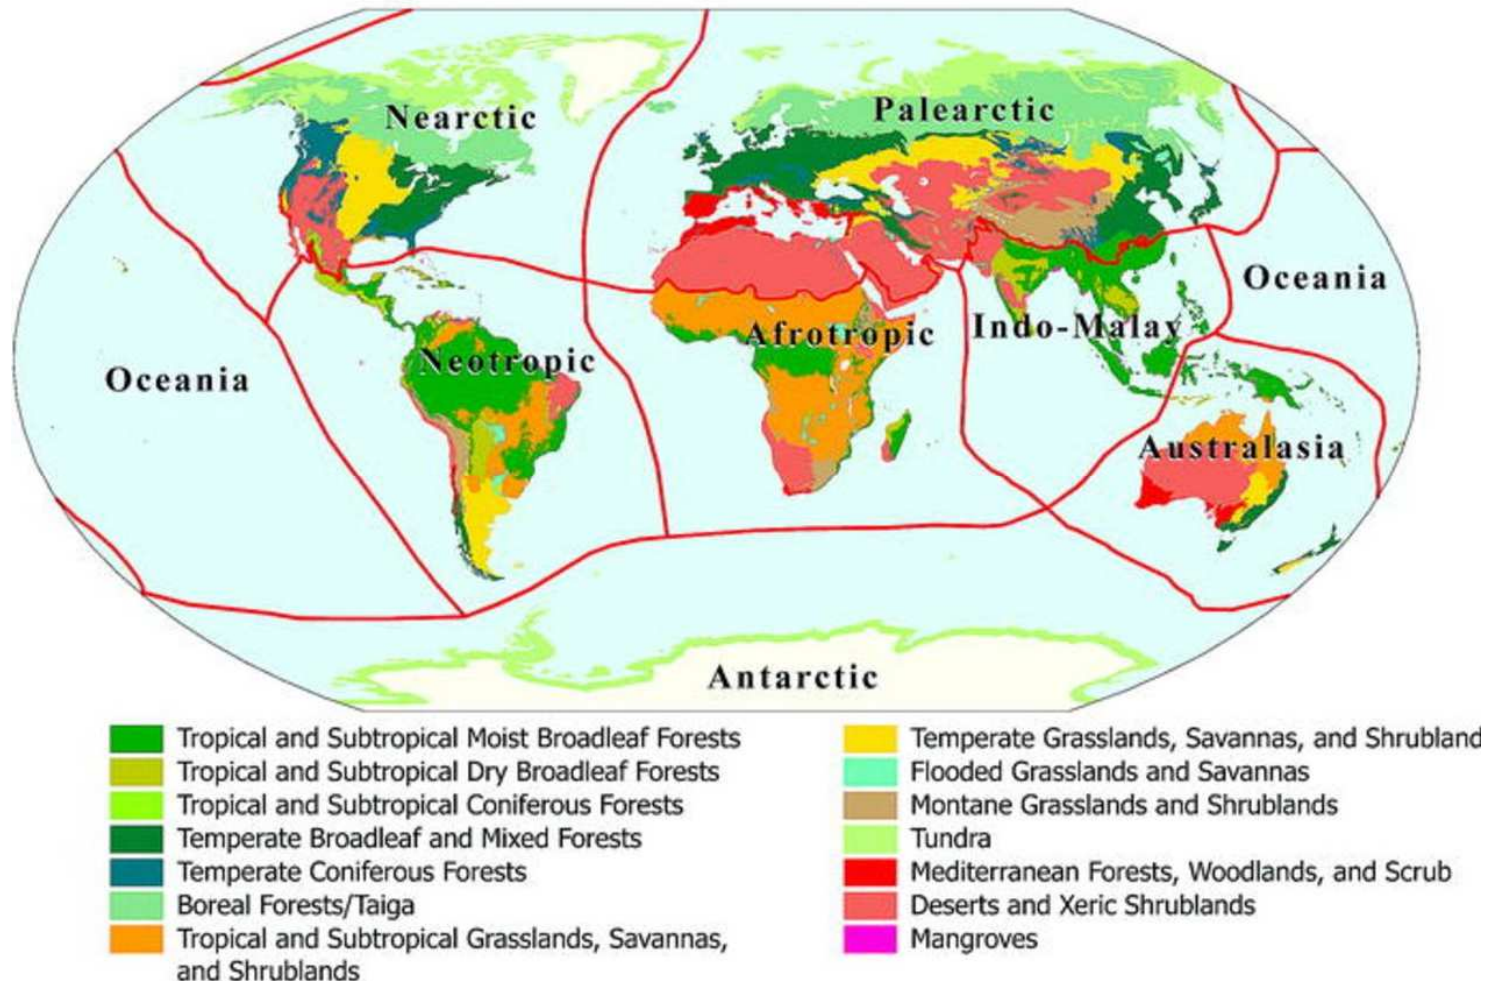 Nearctic
Palearctic
Oceania
Afrotropic
Indo-Malay
Neotropic
Oceania
Australasia
Antarctic
Tropical and Subtropical Moist Broadleaf Forests
Tropical and Subtropical Dry Broadleaf Forests
Tropical and Subtropical Coniferous Forests
Temperate Broadleaf and Mixed Forests
Temperate Coniferous Forests
Boreal Forests/Taiga
Tropical and Subtropical Grasslands, Savannas,
and Shrublands
Temperate Grasslands, Savannas, and Shrubland
Flooded Grasslands and Savannas
Montane Grasslands and Shrublands
Tundra
Mediterranean Forests, Woodlands, and Scrub
Deserts and Xeric Shrublands
Mangroves